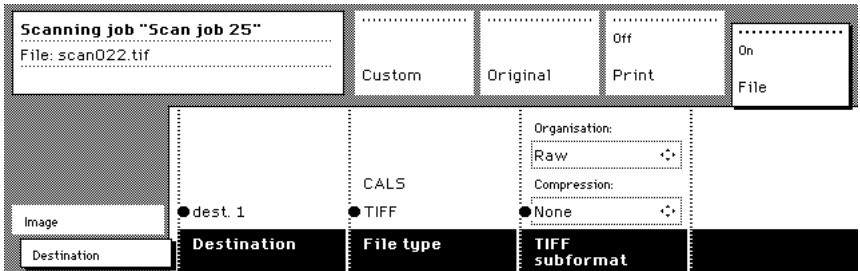 Scanning job "Scan job 25"
File: scan022.tif
Custom
Original
Off
Print
On
File
Organisation:
Raw
CALS
Compression:
Image
dest. 1
TIFF
None
Destination
Destination
File type
TIFF
subformat